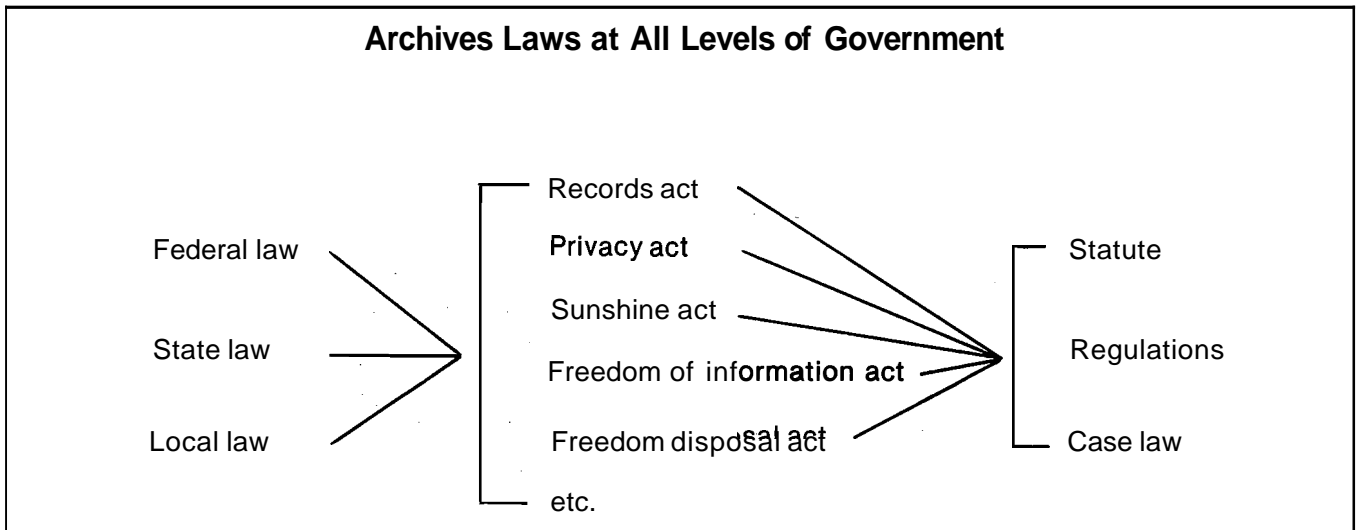 Archives Laws at All Levels of Government
Federal law
State law
Local law
Records act
Privacy act
Sunshine act
Freedom of information act
Freedom disposal act
etc.
Statute
Regulations
Case law